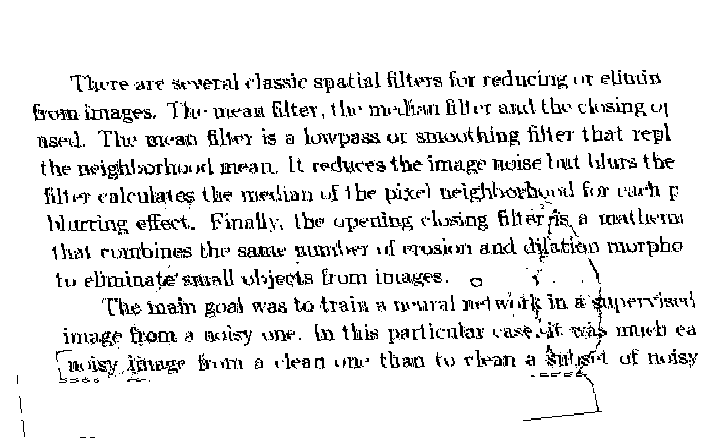 There are several classic spatial filters for reducing or elimin
from images. The mean filter, the median filter and the closing op
used. The mean filter is a lowpass or smoothing filter that repl
the neighborhood mean. It reduces the image noise but blurs the
filter calculates the median of the pixel neighborhood for each p
blurring effect. Finally, the opening closing filter is a mathem
that combines the same number of erosion and dilation morpho
to eliminate small objects from images.
The main goal was to train a neural network in a supervised
image from a noisy one. In this particular case, it was much ea
noisy image from a clean one than to clean a subset of noisy